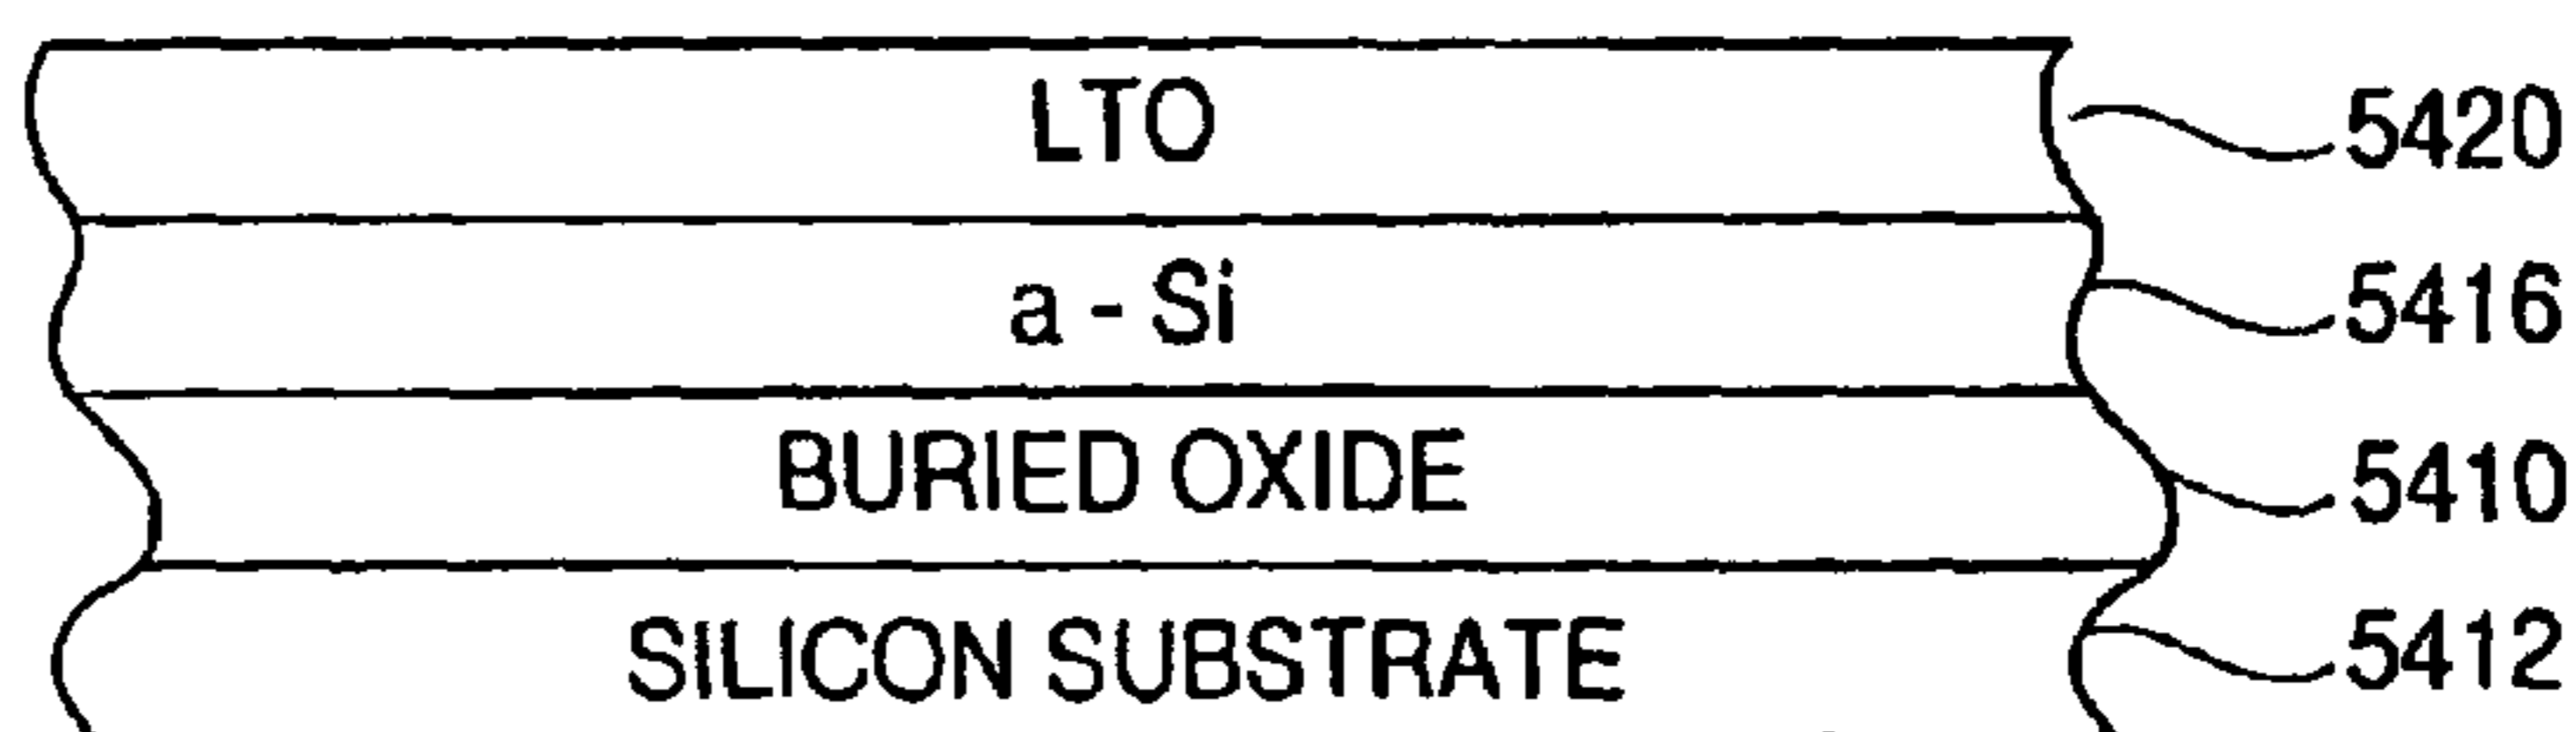 LTO 5420
a - Si 5416
BURIED OXIDE 5410
SILICON SUBSTRATE 5412